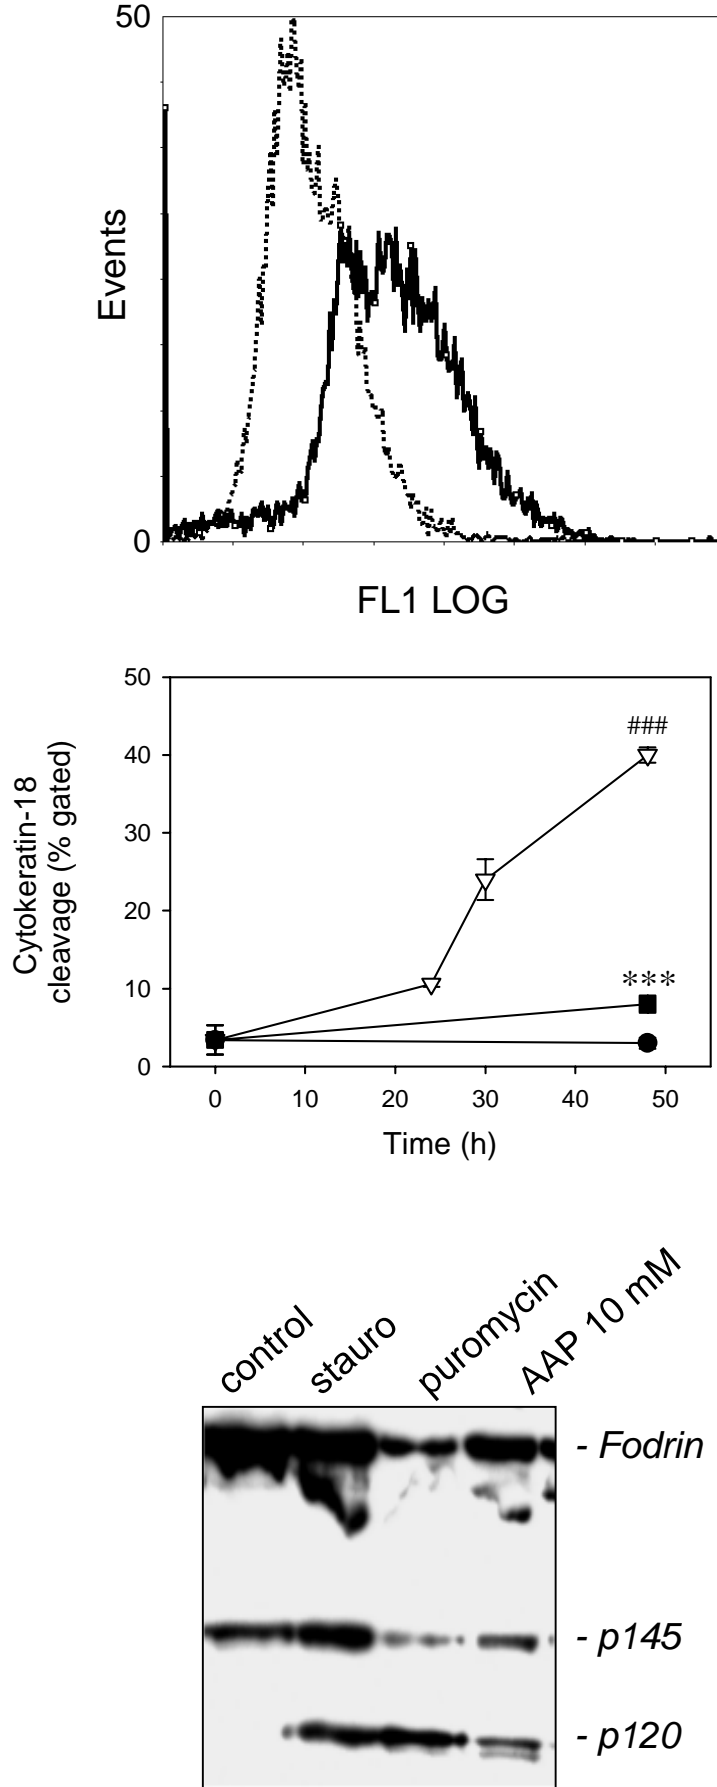 50
Events
0
FL1 LOG
50
###
40
30
20
10
***
0
Cytokeratin-18
cleavage (% gated)
0 10 20 30 40 50
Time (h)
control
stauro
puromycin
AAP 10 mM
- Fodrin
- p145
- p120